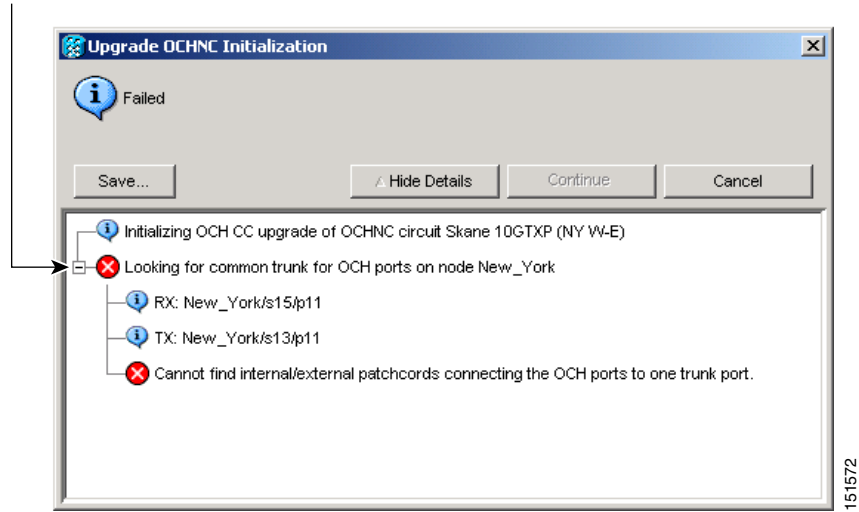 Upgrade OCHNC Initialization
Failed
Save...
Hide Details
Continue
Cancel
Initializing OCH CC upgrade of OCHNC circuit Skane 10GTXP (NY W-E)
Looking for common trunk for OCH ports on node New_York
RX: New_York/s15/p11
TX: New_York/s13/p11
Cannot find internal/external patchcords connecting the OCH ports to one trunk port.
151572